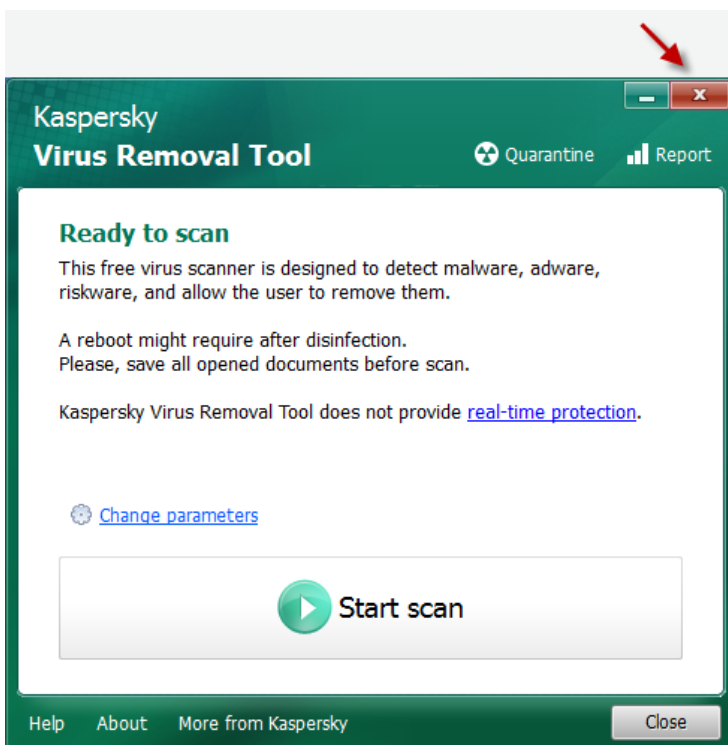 Kaspersky
Virus Removal Tool
Quarantine
Report
Ready to scan
This free virus scanner is designed to detect malware, adware,
riskware, and allow the user to remove them.
A reboot might require after disinfection.
Please, save all opened documents before scan.
Kaspersky Virus Removal Tool does not provide real-time protection.
Change parameters
Start scan
Help About More from Kaspersky Close